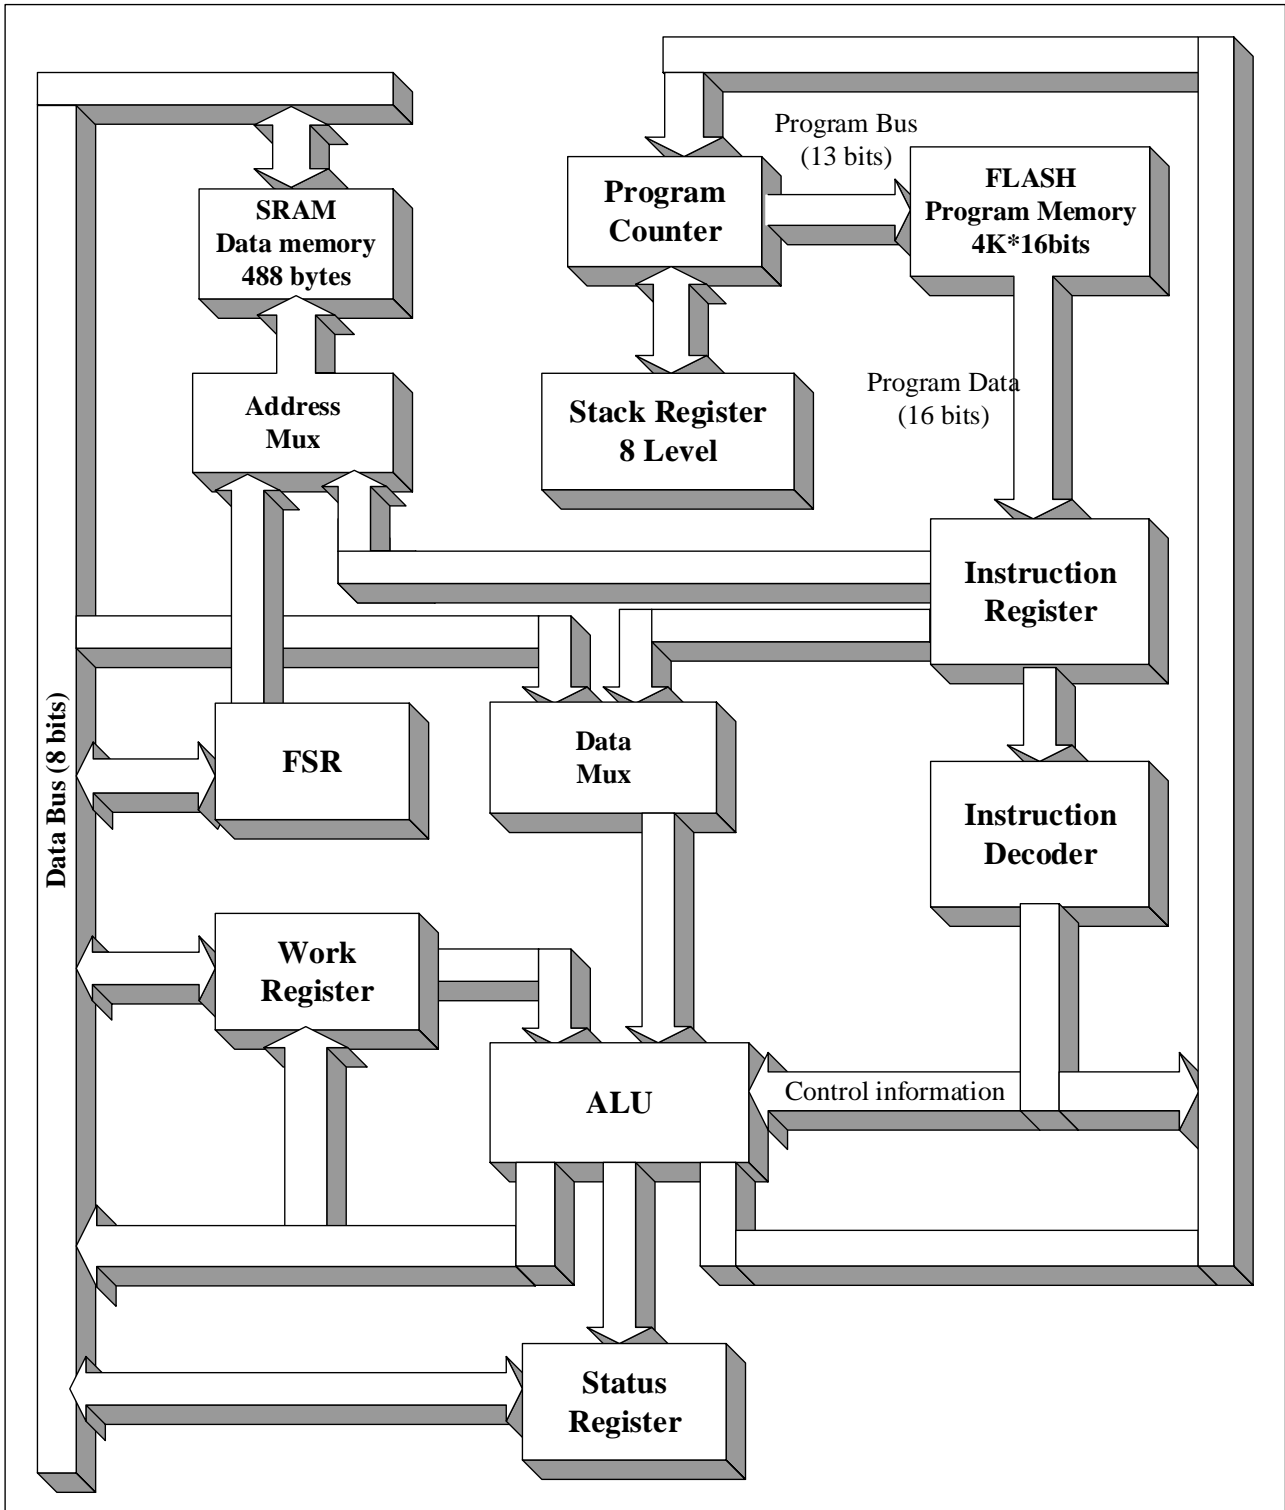 Program Bus
(13 bits)
SRAM
Data memory
488 bytes
Program
Counter
FLASH
Program Memory
4K*16bits
Address
Mux
Stack Register
8 Level
Program Data
(16 bits)
Instruction
Register
Data Bus (8 bits)
FSR
Data
Mux
Instruction
Decoder
Work
Register
ALU
Control information
Status
Register